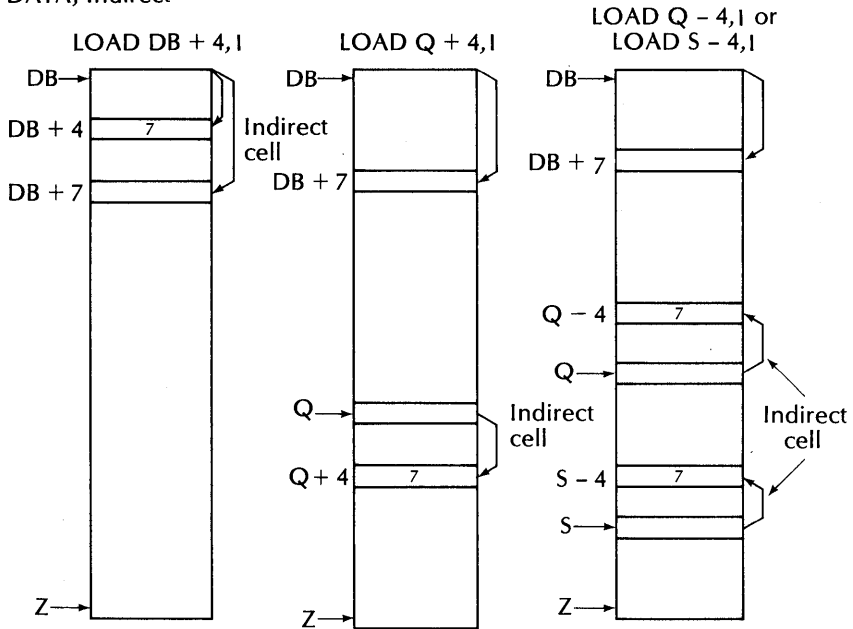 DATA, Indirect
LOAD DB + 4,I
DB
DB + 4
7
Indirect
cell
DB + 7
Z
LOAD Q + 4,I
DB
DB + 7
Q
Indirect
cell
Q + 4
7
Z
LOAD Q – 4,I or
LOAD S – 4,I
DB
DB + 7
Q – 4
7
Q
Indirect
cell
S – 4
7
S
Z